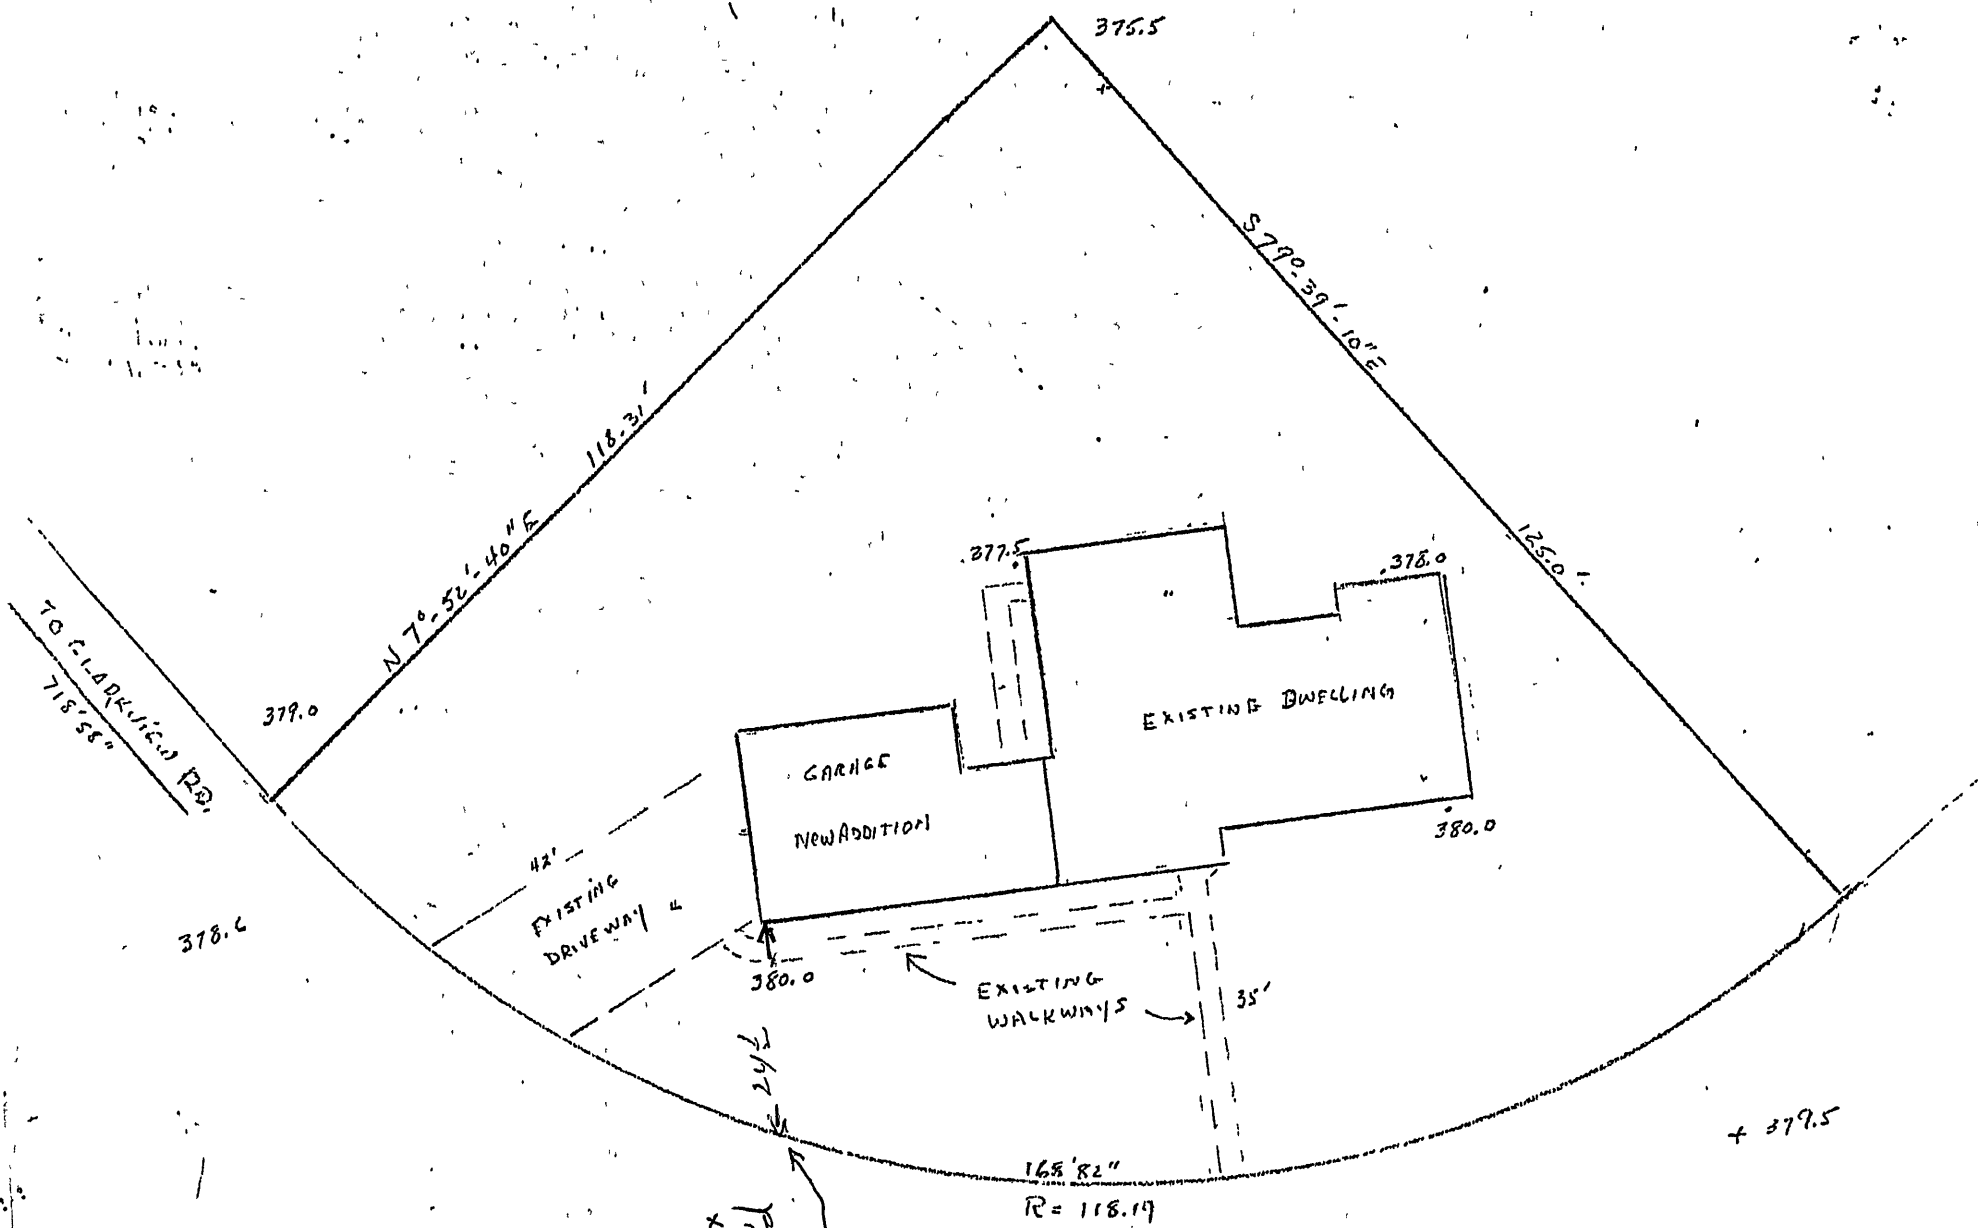 375.5
S 79°-39'-10" E
125.0'
118.31'
N 7°-52'-40" E
377.5
378.0
TO CLARKVIEW RD.
718'58"
379.0
GARAGE
NEW ADDITION
EXISTING DWELLING
380.0
42'
EXISTING
DRIVEWAY
378.6
380.0
EXISTING
WALKWAYS
35'
379.5
R = 118.19